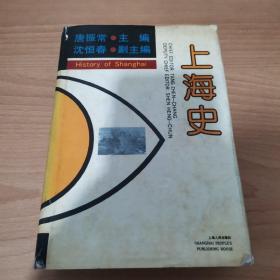 唐振常●主编
沈恒春●副主编
History of Shanghai
上海史
CHIEF EDITOR TANG ZHEN-CHANG
DEPUTY CHIEF EDITOR SHEN HENG-CHUN
上海人民出版社
SHANGHAI PEOPLE'S
PUBLISHING HOUSE